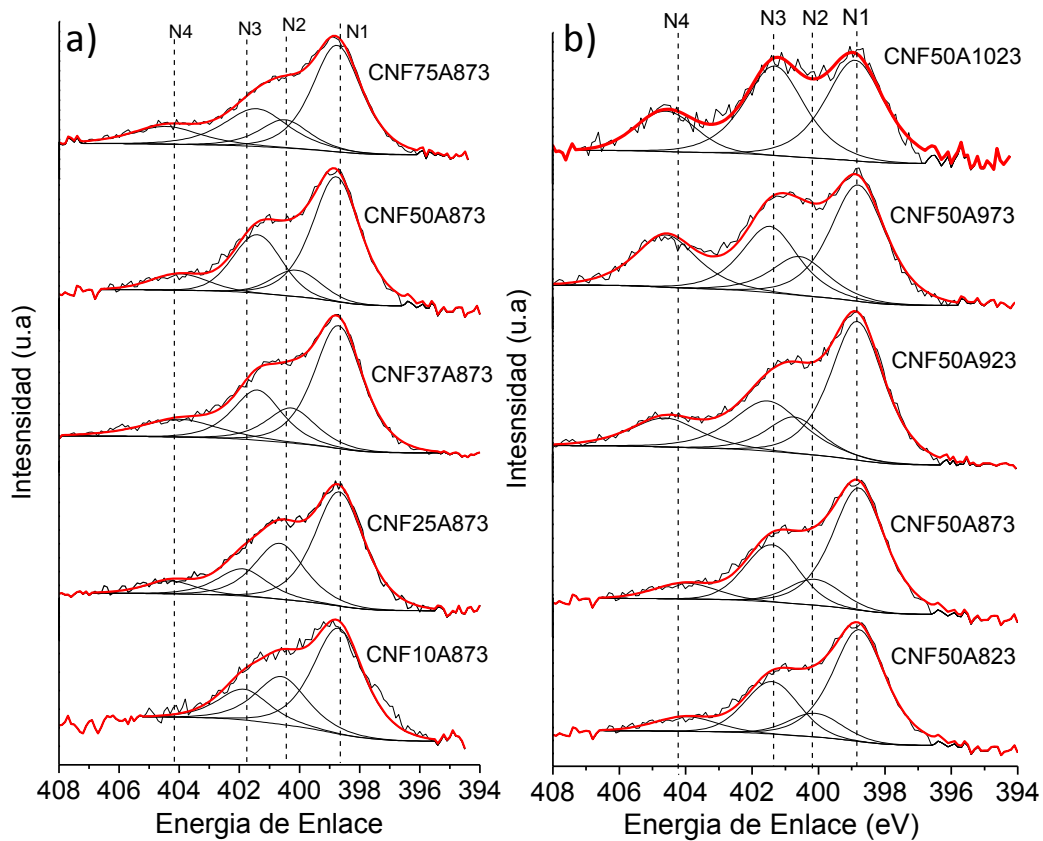 a)
N4 N3 N2 N1
CNF75A873
CNF50A873
CNF37A873
CNF25A873
CNF10A873
Intesnsidad (u.a)
408 406 404 402 400 398 396 394
Energia de Enlace
b)
N4 N3 N2 N1
CNF50A1023
CNF50A973
CNF50A923
CNF50A873
CNF50A823
Intesnsidad (u.a)
408 406 404 402 400 398 396 394
Energia de Enlace (eV)